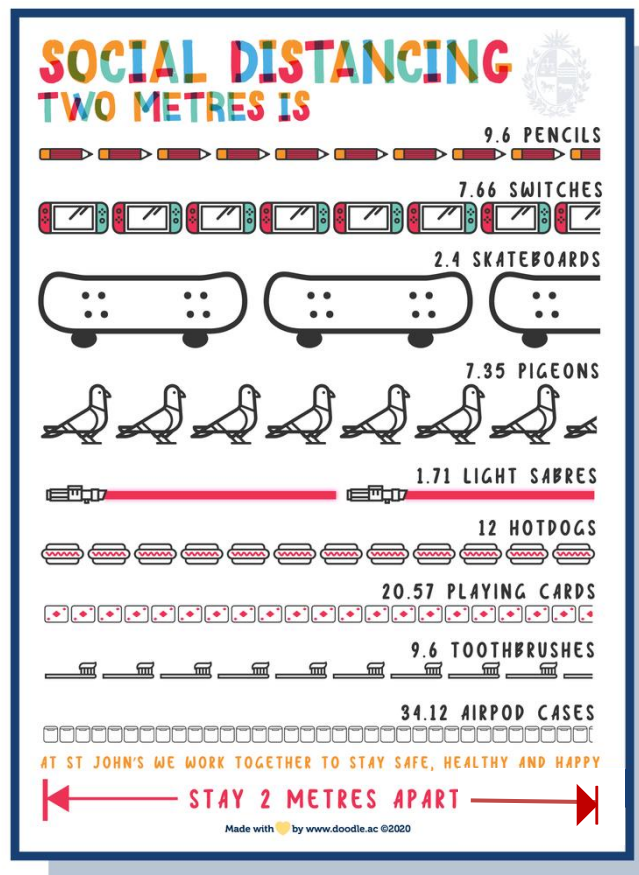 SOCIAL DISTANCING
TWO METRES IS
9.6 PENCILS
7.66 SWITCHES
2.4 SKATEBOARDS
7.35 PIGEONS
1.71 LIGHT SABRES
12 HOTDOGS
20.57 PLAYING CARDS
9.6 TOOTHBRUSHES
34.12 AIRPOD CASES
AT ST JOHN'S WE WORK TOGETHER TO STAY SAFE, HEALTHY AND HAPPY
STAY 2 METRES APART
Made with 💛 by www.doodle.ac ©2020